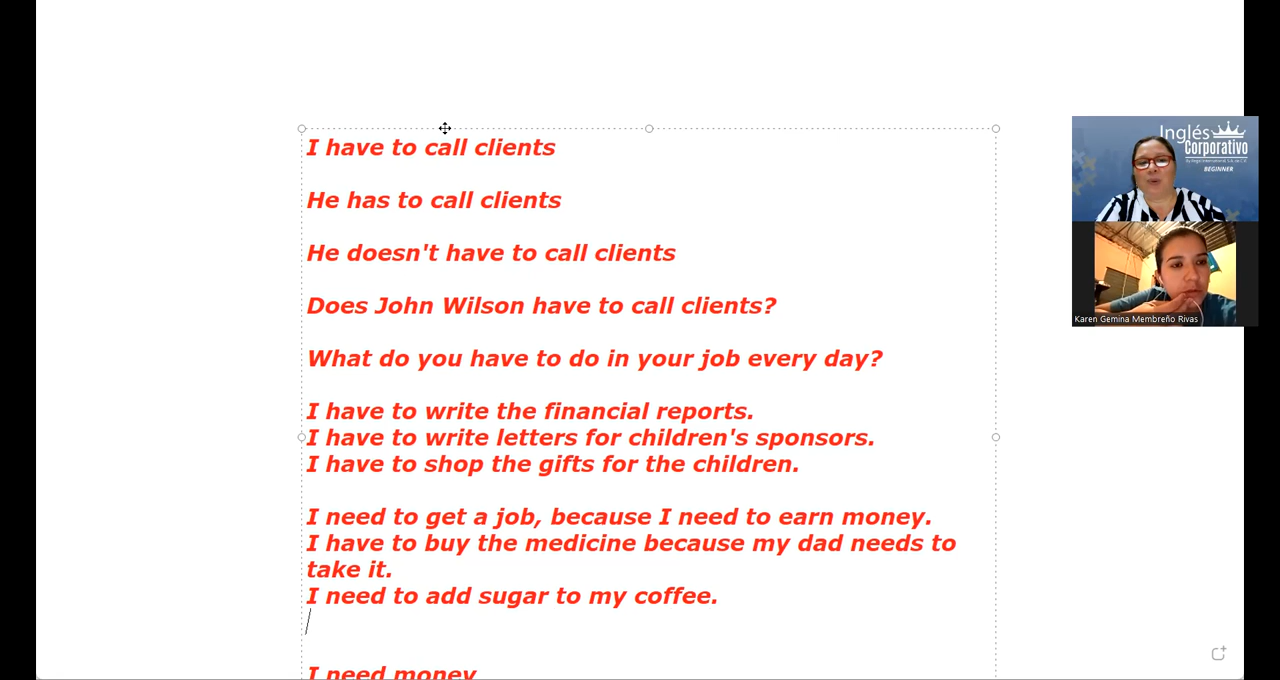 I have to call clients
He has to call clients
He doesn't have to call clients
Does John Wilson have to call clients?
What do you have to do in your job every day?
I have to write the financial reports.
I have to write letters for children's sponsors.
I have to shop the gifts for the children.
I need to get a job, because I need to earn money.
I have to buy the medicine because my dad needs to
take it.
I need to add sugar to my coffee.
I need money
Inglés
Corporativo
BEGINNER
Karen Gemina Membreño Rivas